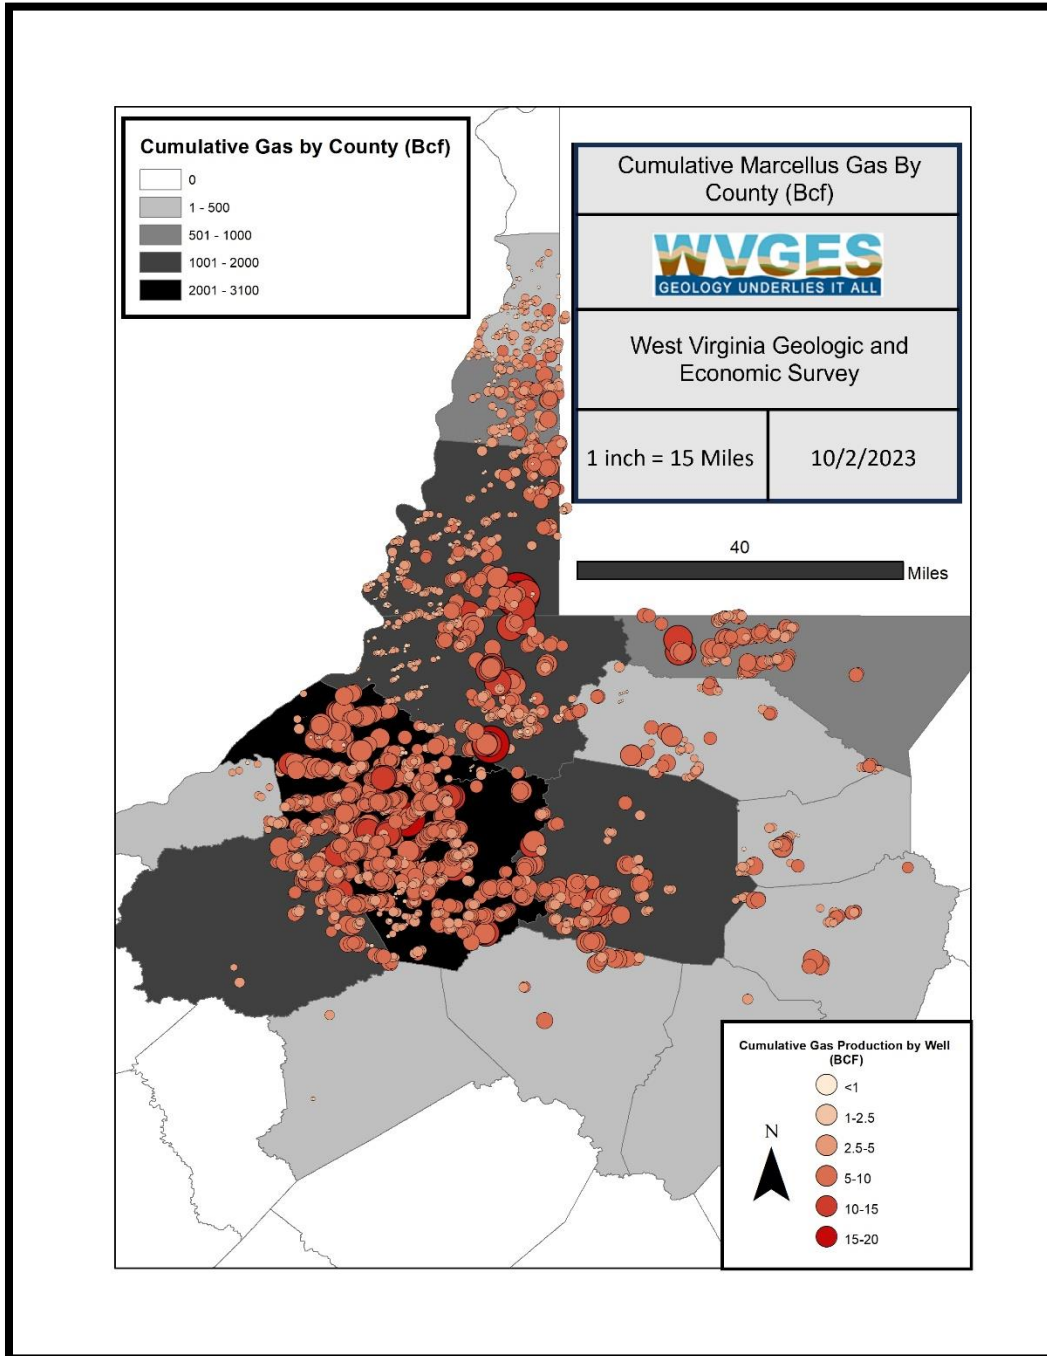 Cumulative Gas by County (Bcf)
0
1 - 500
501 - 1000
1001 - 2000
2001 - 3100
Cumulative Marcellus Gas By
County (Bcf)
WVGES
GEOLOGY UNDERLIES IT ALL
West Virginia Geologic and
Economic Survey
1 inch = 15 Miles
10/2/2023
40
Miles
Cumulative Gas Production by Well
(BCF)
<1
1-2.5
2.5-5
5-10
10-15
15-20
N